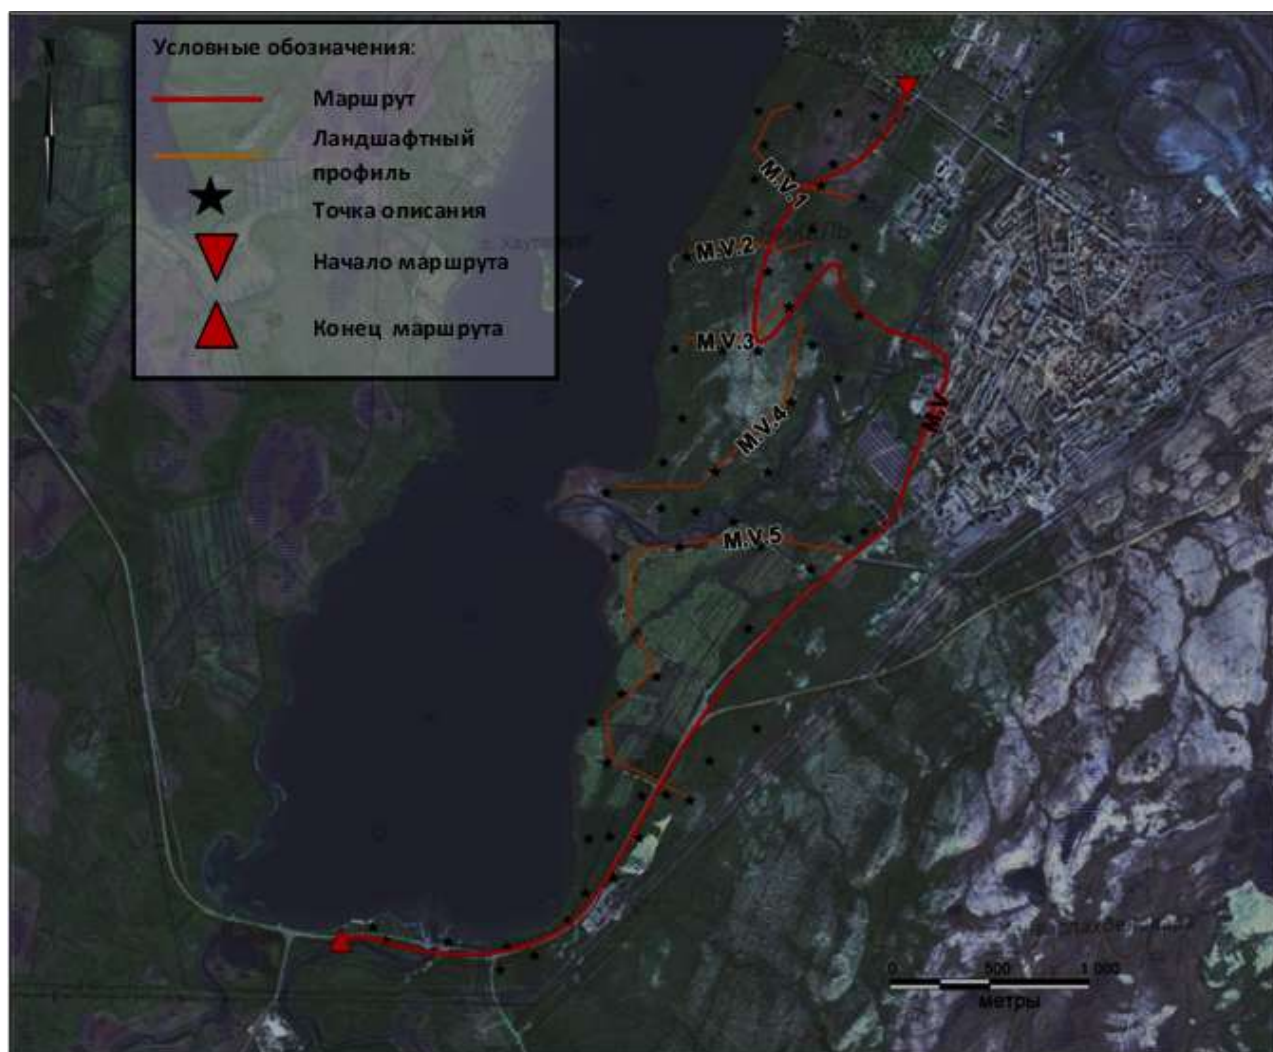 Условные обозначения:
Маршрут
Ландшафтный
профиль
Точка описания
Начало маршрута
Конец маршрута
М.V.1
М.V.2
М.V.3
М.V.4
М.V
М.V.5
0 500 1 000
метры